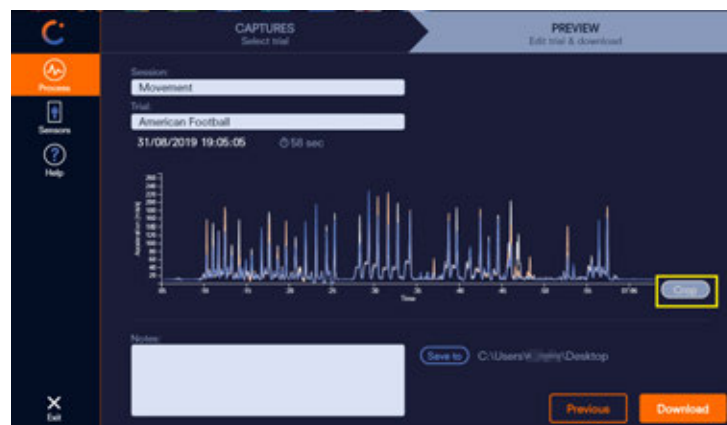 CAPTURES
Select trial
PREVIEW
Edit trial & download
Process
Sensors
Help
Exit
Session:
Movement
Trial:
American Football
31/08/2019 19:05:05
58 sec
Time
Crop
Notes:
Save to
C:\Users\
\Desktop
Previous
Download